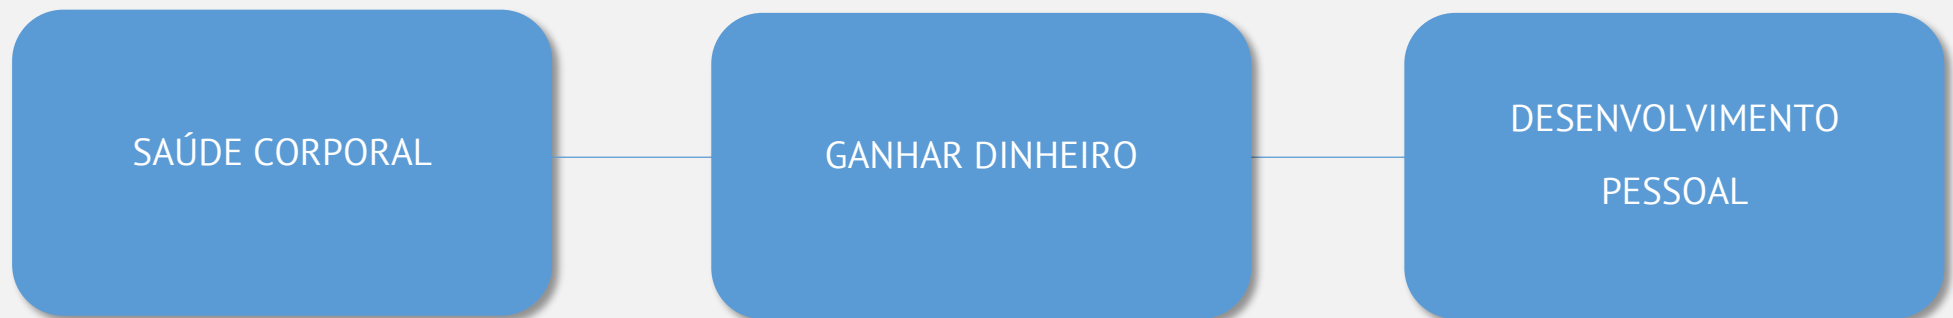 SAÚDE CORPORAL
GANHAR DINHEIRO
DESENVOLVIMENTO
PESSOAL